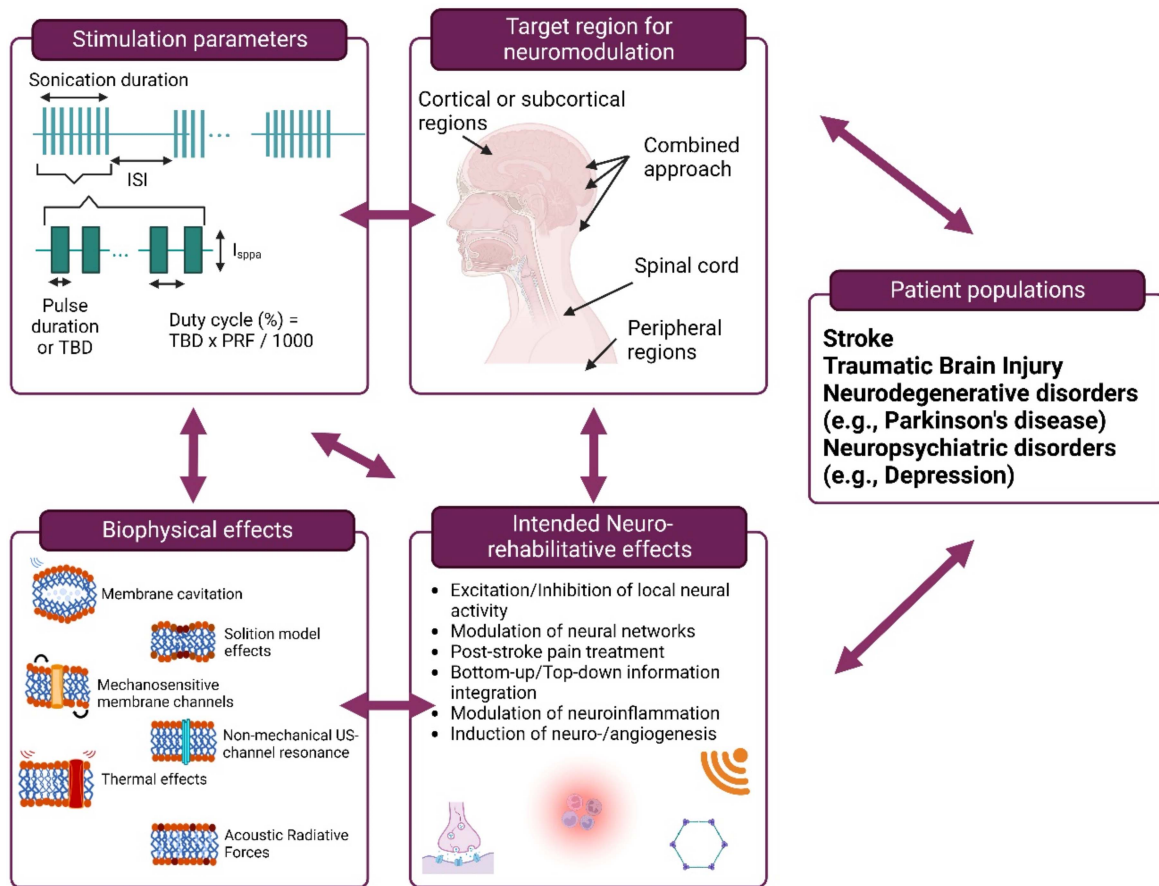 Stimulation parameters
Sonication duration
...
ISI
...
I_sppa
Pulse
duration
or TBD
Duty cycle (%) =
TBD x PRF / 1000
Target region for
neuromodulation
Cortical or subcortical
regions
Combined
approach
Spinal cord
Peripheral
regions
Patient populations
Stroke
Traumatic Brain Injury
Neurodegenerative disorders
(e.g., Parkinson's disease)
Neuropsychiatric disorders
(e.g., Depression)
Biophysical effects
Membrane cavitation
Solition model
effects
Mechanosensitive
membrane channels
Non-mechanical US-
channel resonance
Thermal effects
Acoustic Radiative
Forces
Intended Neuro-
rehabilitative effects
• Excitation/Inhibition of local neural
activity
• Modulation of neural networks
• Post-stroke pain treatment
• Bottom-up/Top-down information
integration
• Modulation of neuroinflammation
• Induction of neuro-/angiogenesis